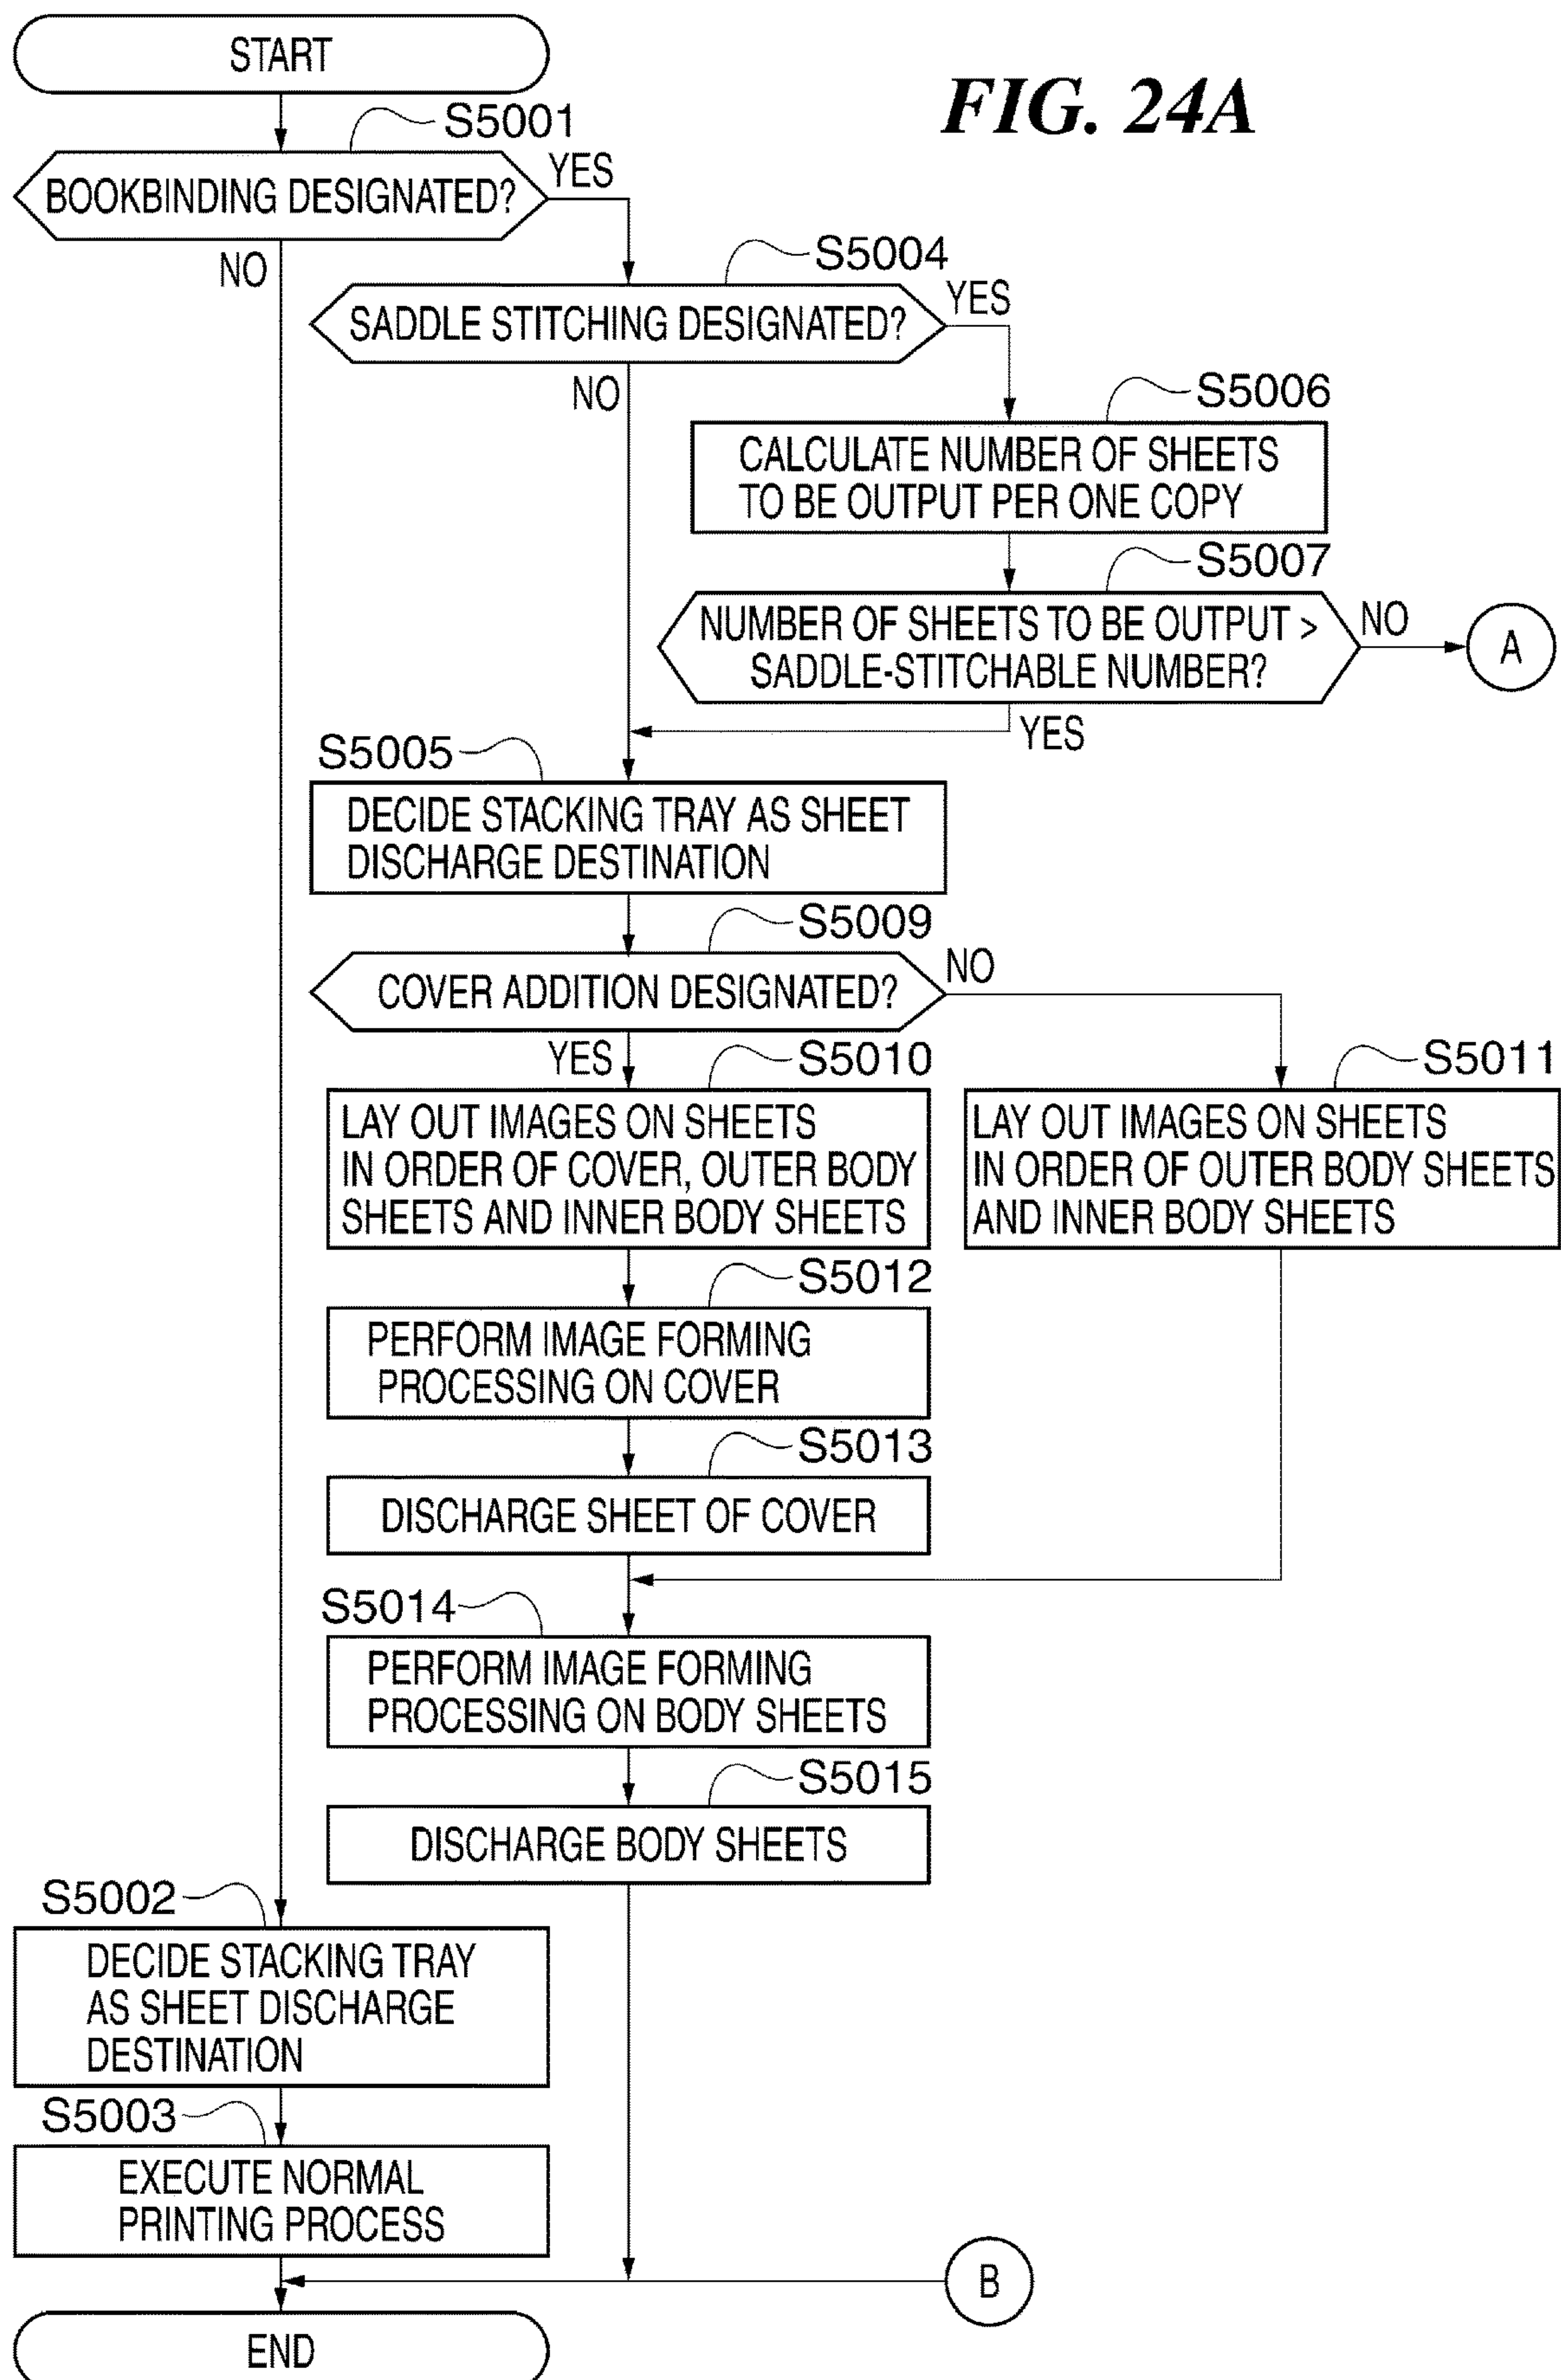 START
FIG. 24A
S5001
BOOKBINDING DESIGNATED?
YES
NO
S5004
SADDLE STITCHING DESIGNATED?
YES
NO
S5006
CALCULATE NUMBER OF SHEETS
TO BE OUTPUT PER ONE COPY
S5007
NUMBER OF SHEETS TO BE OUTPUT >
SADDLE-STITCHABLE NUMBER?
NO
A
YES
S5005
DECIDE STACKING TRAY AS SHEET
DISCHARGE DESTINATION
S5009
COVER ADDITION DESIGNATED?
NO
YES
S5010
LAY OUT IMAGES ON SHEETS
IN ORDER OF COVER, OUTER BODY
SHEETS AND INNER BODY SHEETS
S5011
LAY OUT IMAGES ON SHEETS
IN ORDER OF OUTER BODY SHEETS
AND INNER BODY SHEETS
S5012
PERFORM IMAGE FORMING
PROCESSING ON COVER
S5013
DISCHARGE SHEET OF COVER
S5014
PERFORM IMAGE FORMING
PROCESSING ON BODY SHEETS
S5015
DISCHARGE BODY SHEETS
S5002
DECIDE STACKING TRAY
AS SHEET DISCHARGE
DESTINATION
S5003
EXECUTE NORMAL
PRINTING PROCESS
B
END